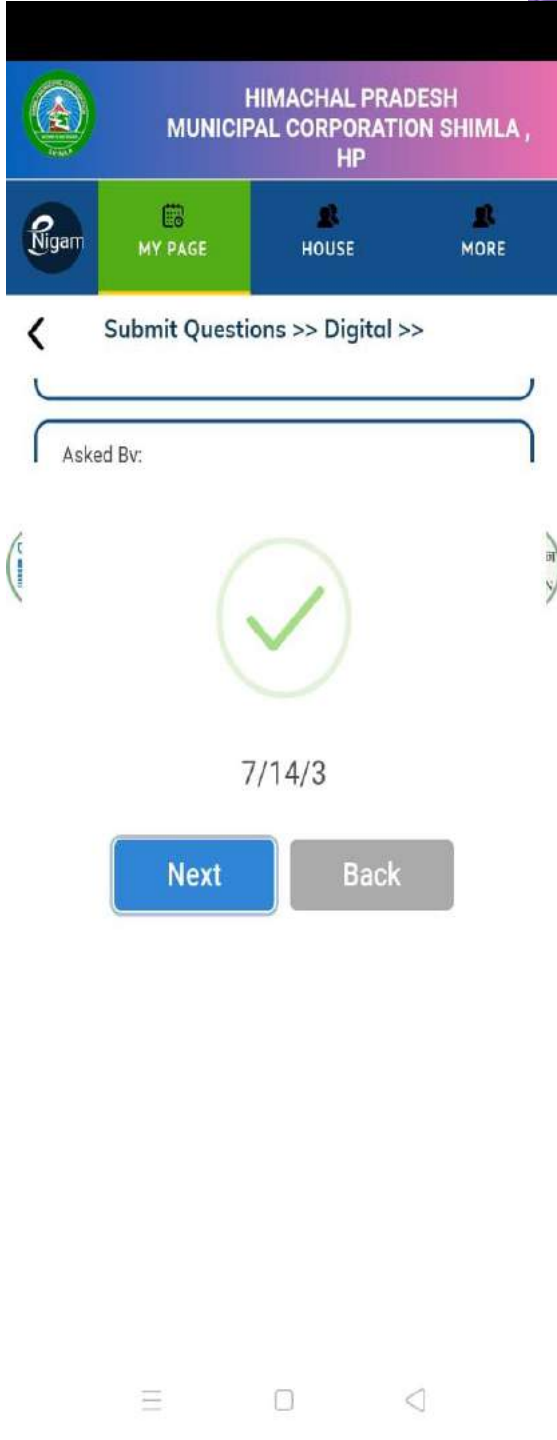 HIMACHAL PRADESH
MUNICIPAL CORPORATION SHIMLA ,
HP
Nigam
MY PAGE
HOUSE
MORE
Submit Questions >> Digital >>
Asked By:
7/14/3
Next
Back